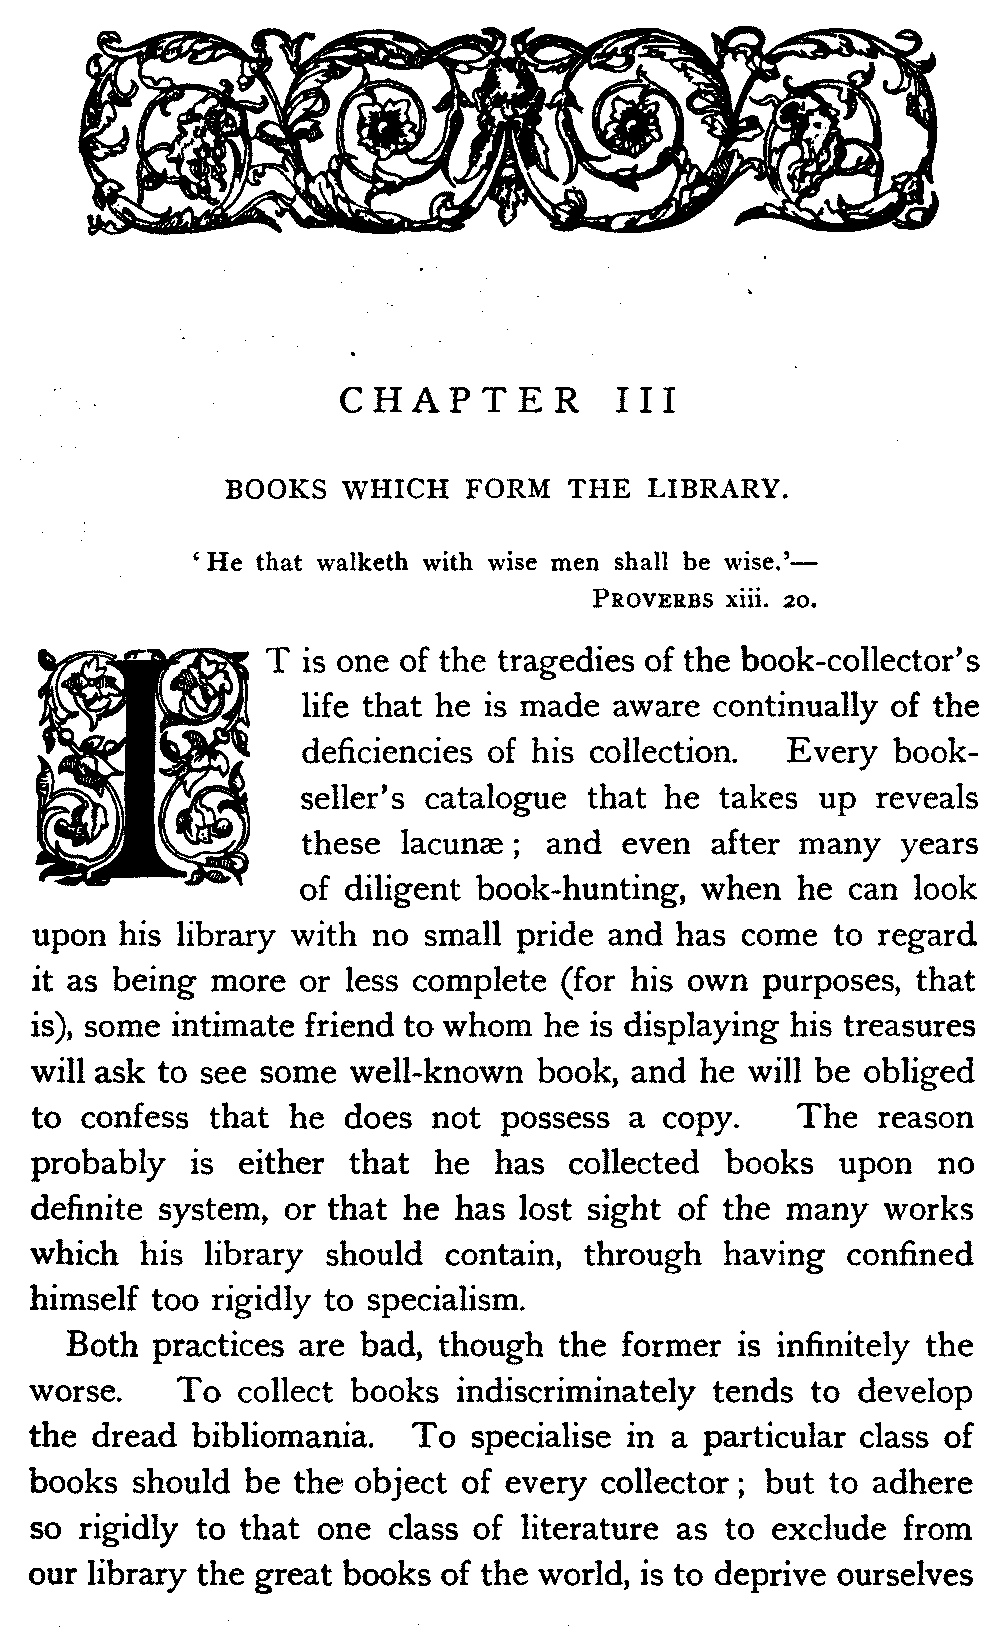 CHAPTER III
BOOKS WHICH FORM THE LIBRARY.
‘He that walketh with wise men shall be wise.’—
PROVERBS xiii. 20.
IT is one of the tragedies of the book-collector’s
life that he is made aware continually of the
deficiencies of his collection. Every book-
seller’s catalogue that he takes up reveals
these lacunæ; and even after many years
of diligent book-hunting, when he can look
upon his library with no small pride and has come to regard
it as being more or less complete (for his own purposes, that
is), some intimate friend to whom he is displaying his treasures
will ask to see some well-known book, and he will be obliged
to confess that he does not possess a copy. The reason
probably is either that he has collected books upon no
definite system, or that he has lost sight of the many works
which his library should contain, through having confined
himself too rigidly to specialism.
Both practices are bad, though the former is infinitely the
worse. To collect books indiscriminately tends to develop
the dread bibliomania. To specialise in a particular class of
books should be the object of every collector; but to adhere
so rigidly to that one class of literature as to exclude from
our library the great books of the world, is to deprive ourselves